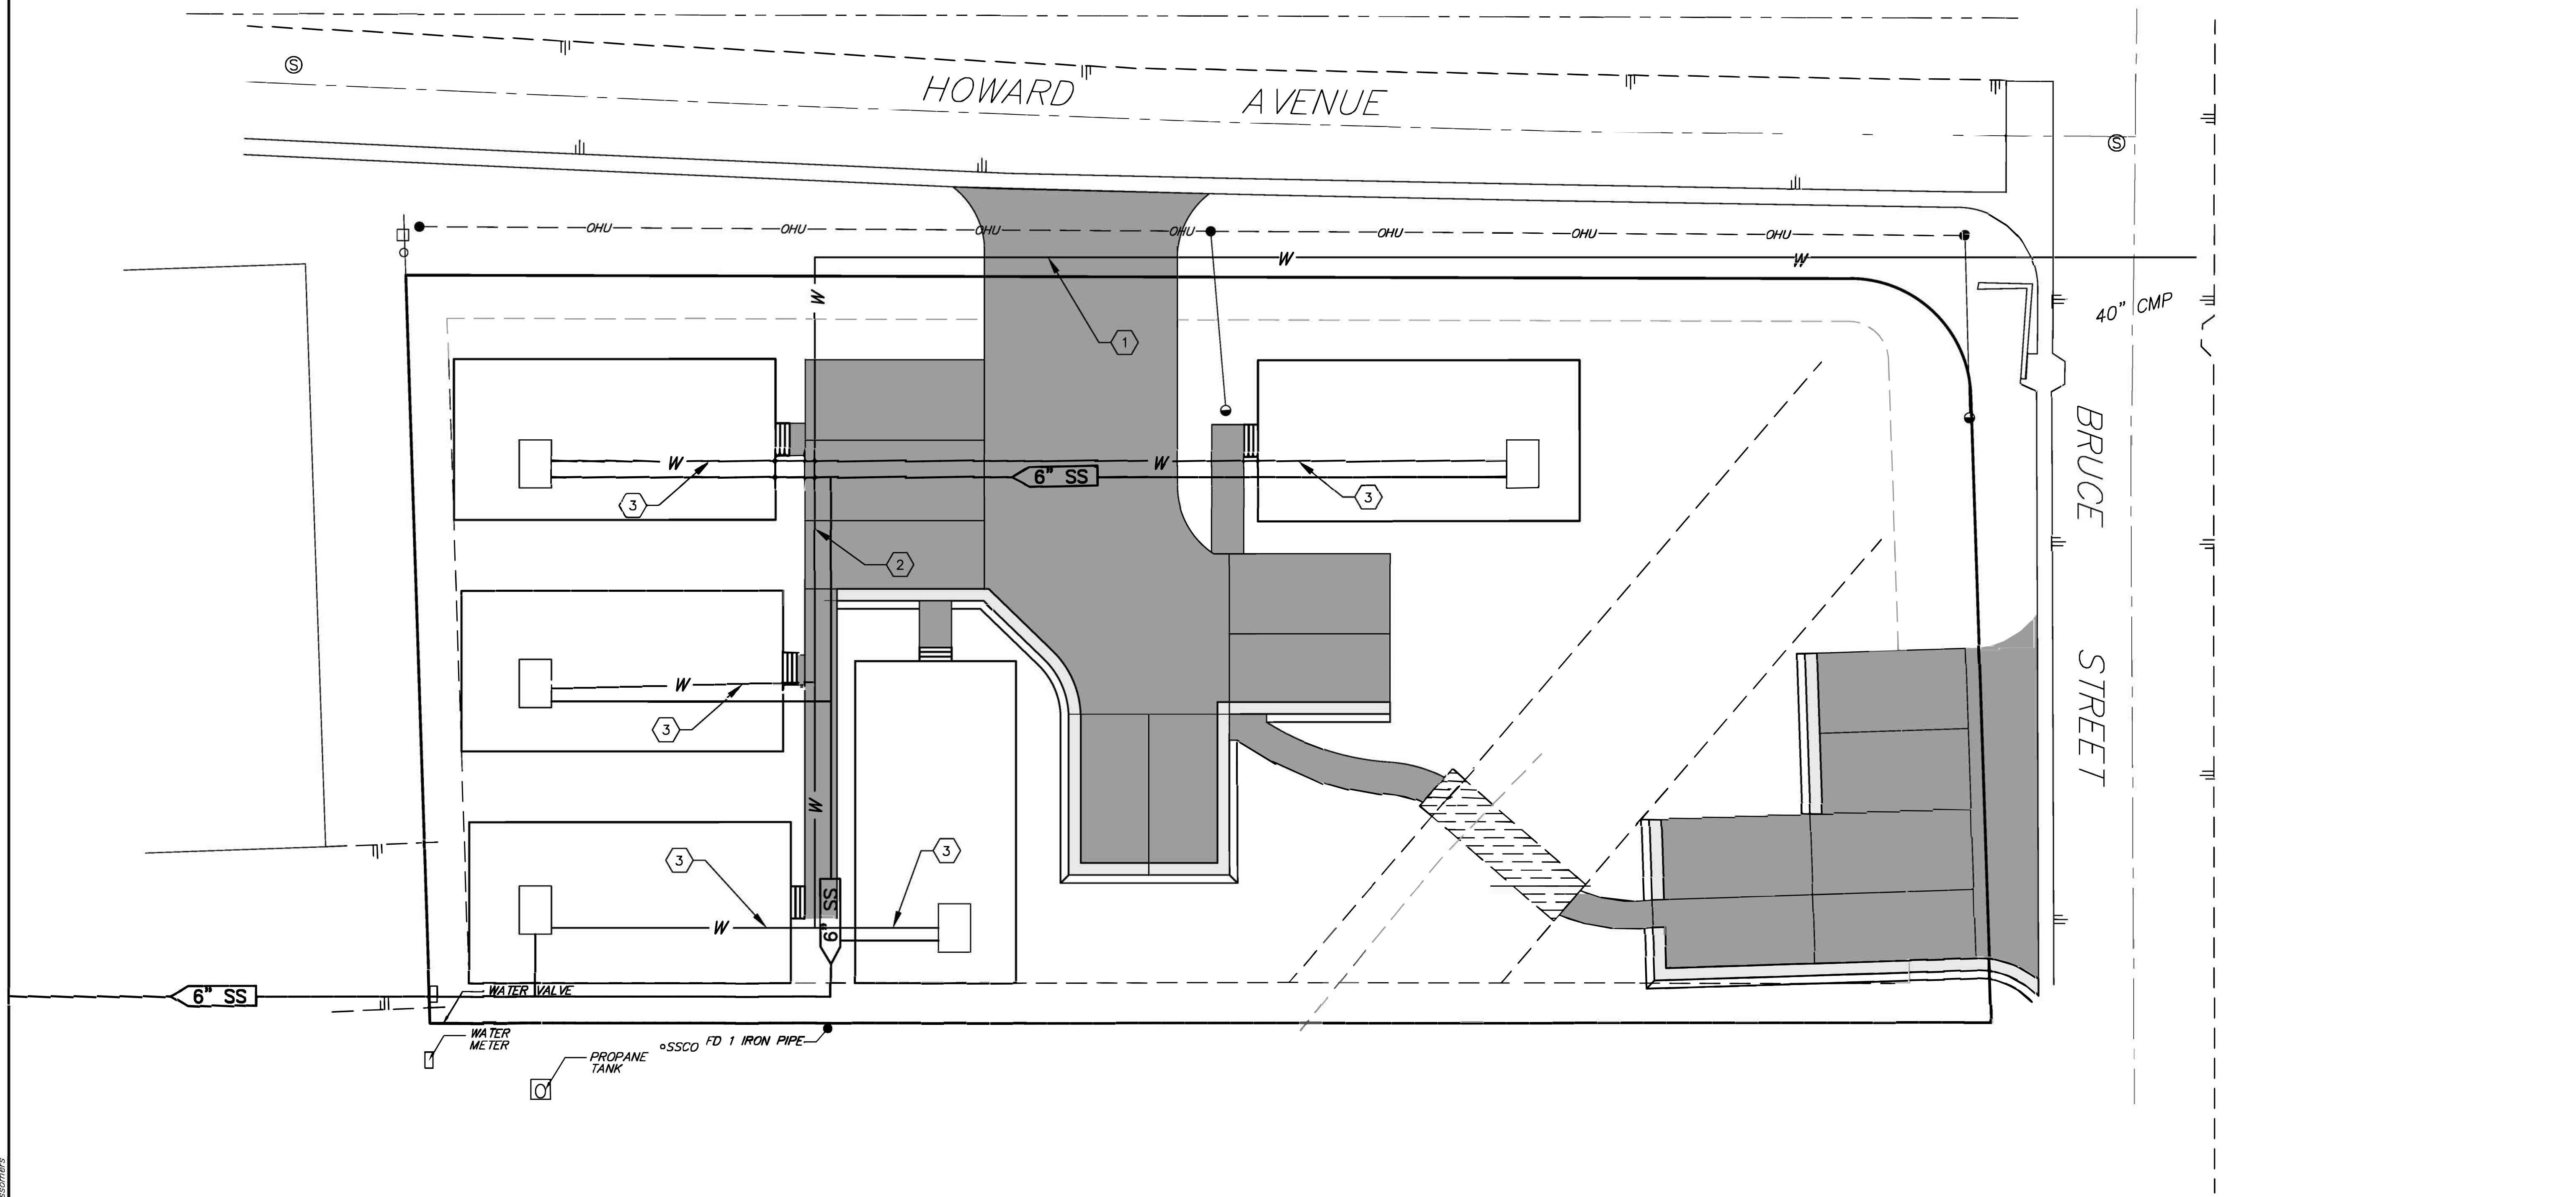 S
HOWARD AVENUE
S
OHU OHU OHU OHU OHU OHU OHU
W W
W
40" CMP
1
BRUCE STREET
W W
6" SS
3 3
2
W
3
W
3 3
W
6" SS
6" SS
WATER VALVE
WATER
METER
SSCO FD 1 IRON PIPE
PROPANE
TANK